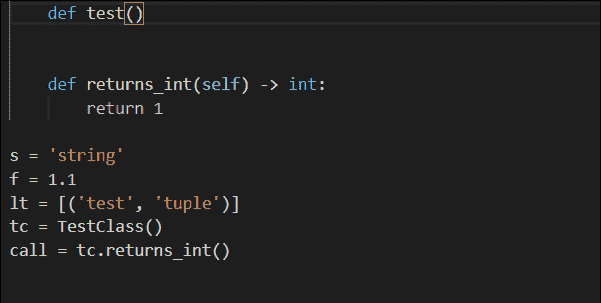 def test()
def returns_int(self) -> int:
return 1
s = 'string'
f = 1.1
lt = [('test', 'tuple')]
tc = TestClass()
call = tc.returns_int()